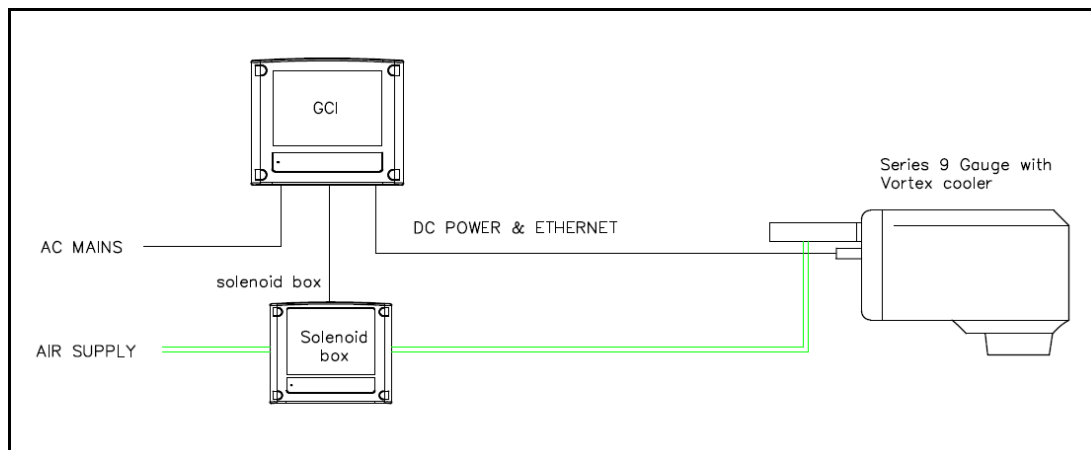 GCI
Series 9 Gauge with
Vortex cooler
DC POWER & ETHERNET
AC MAINS
solenoid box
Solenoid
box
AIR SUPPLY